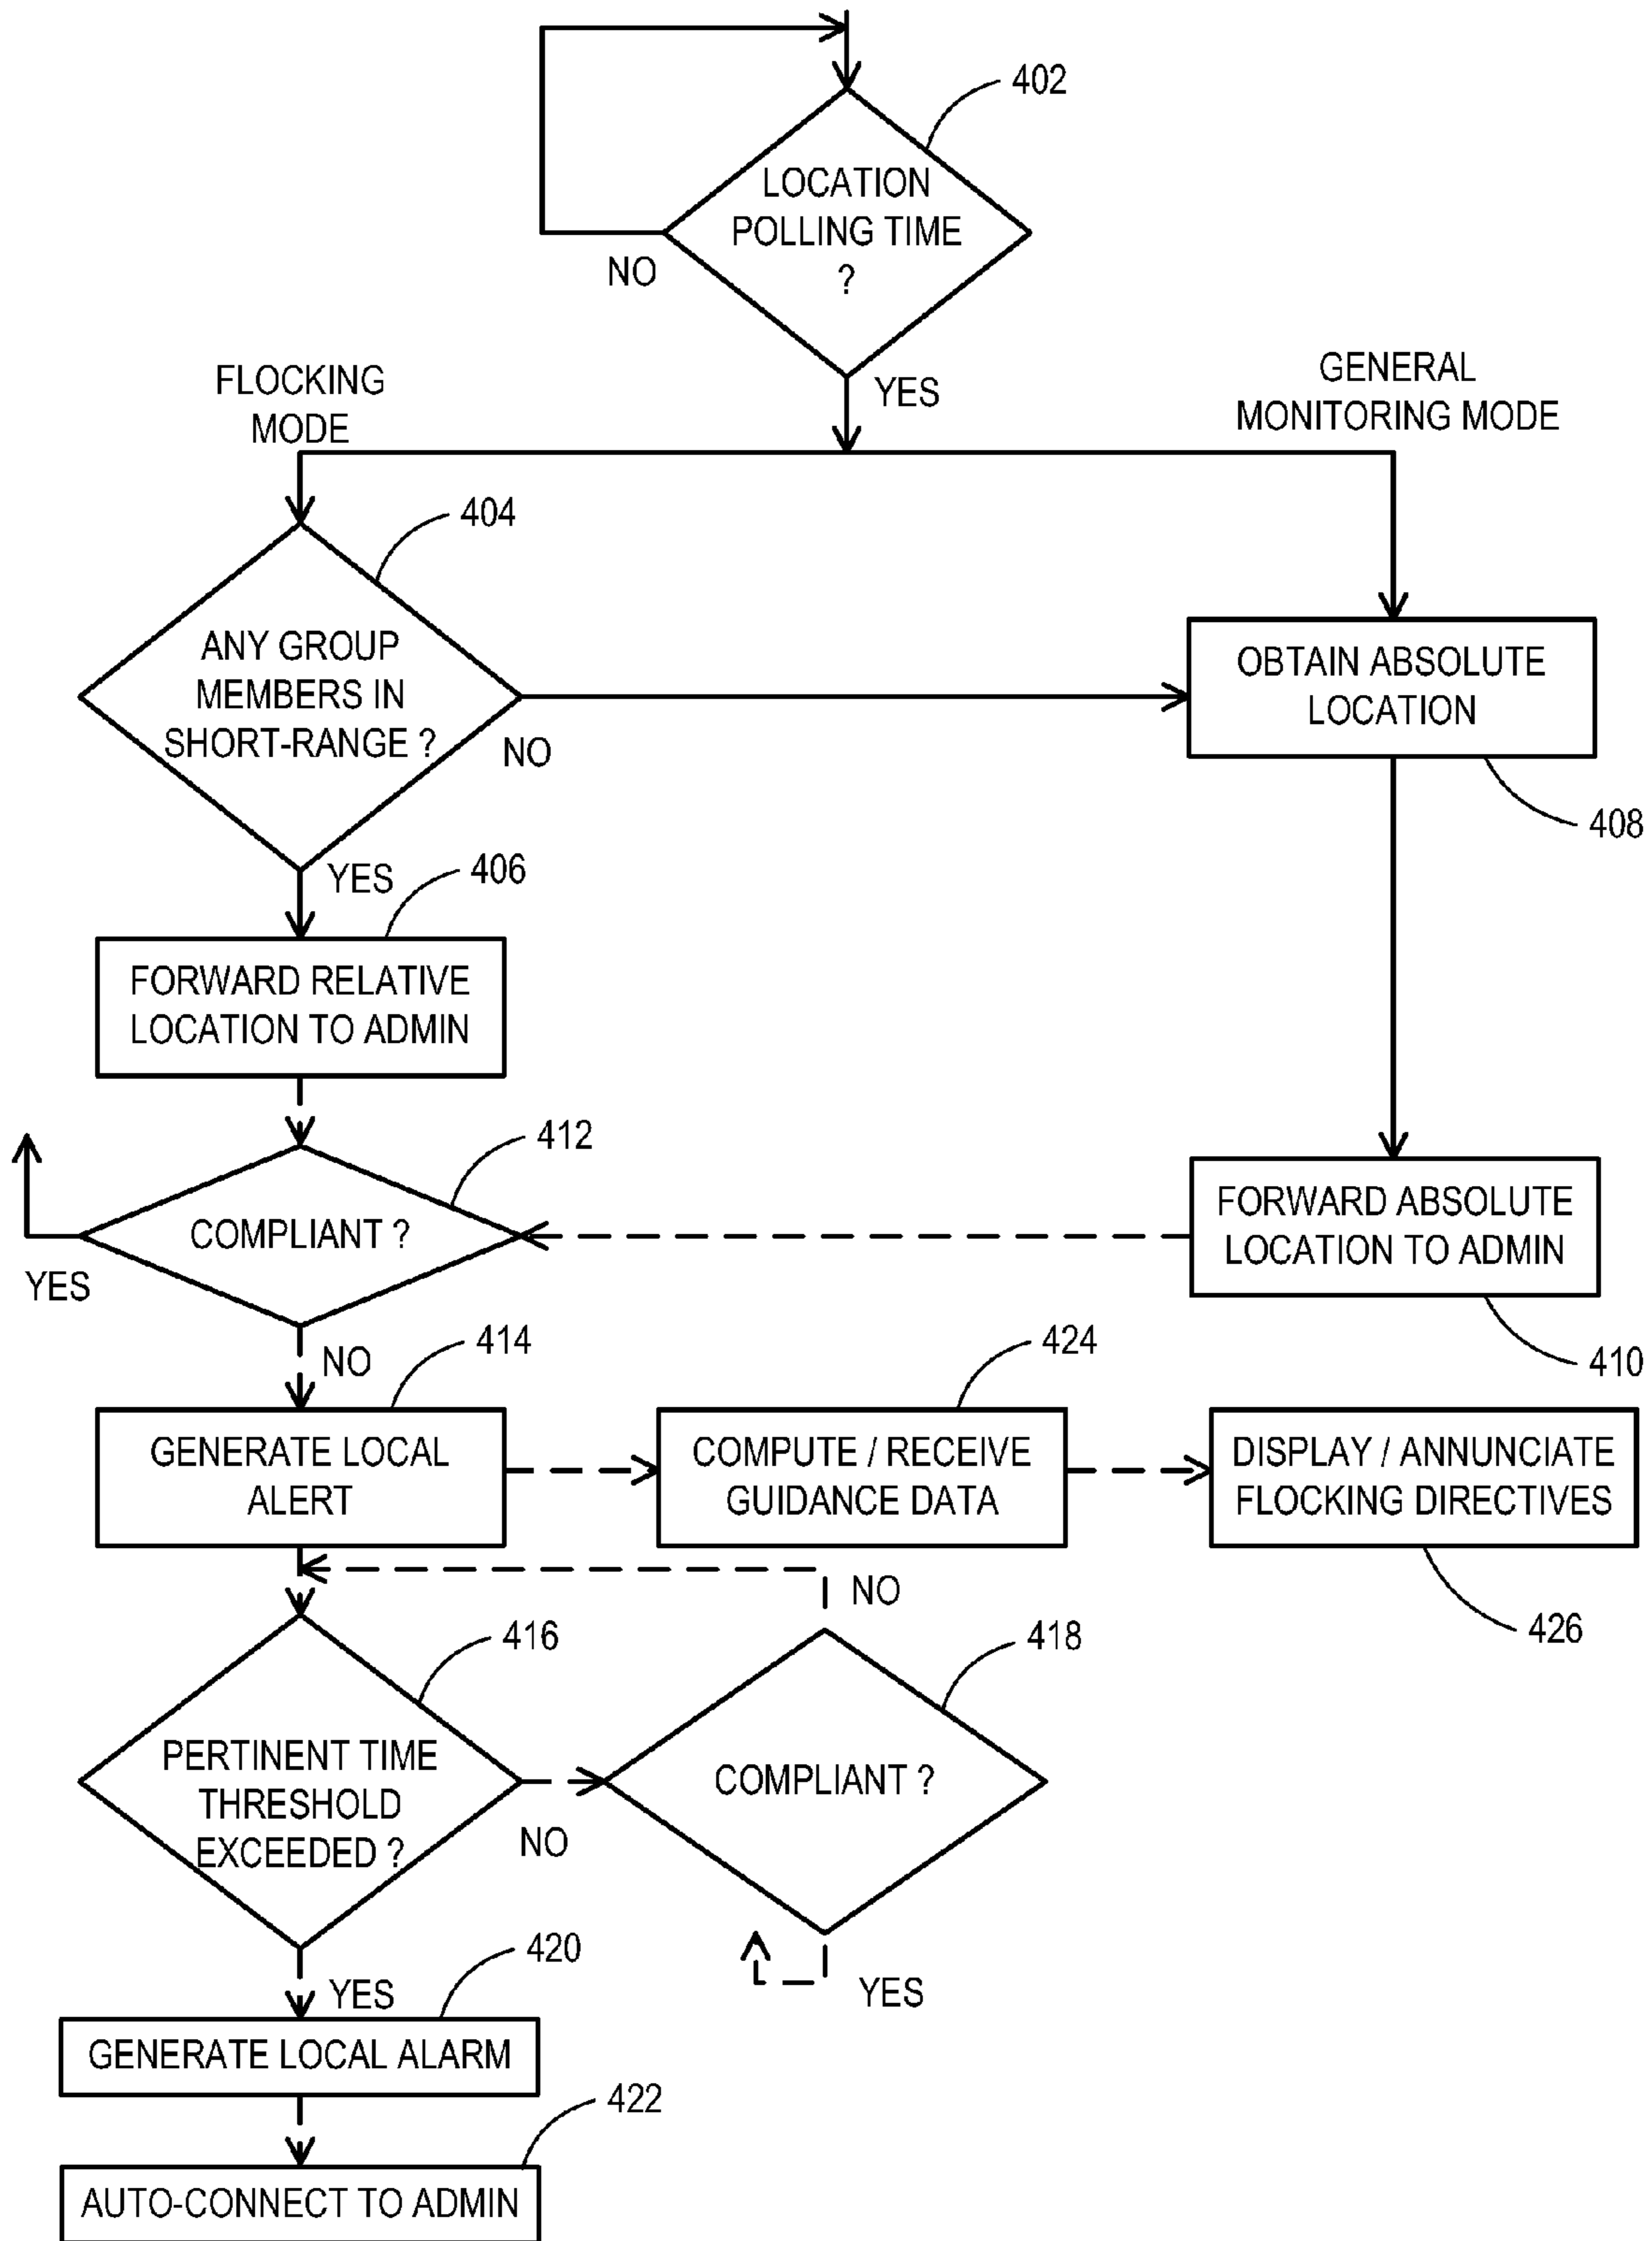 402
LOCATION
POLLING TIME
?
NO
YES
FLOCKING
MODE
GENERAL
MONITORING MODE
404
ANY GROUP
MEMBERS IN
SHORT-RANGE ?
NO
YES
OBTAIN ABSOLUTE
LOCATION
408
406
FORWARD RELATIVE
LOCATION TO ADMIN
412
COMPLIANT ?
YES
NO
FORWARD ABSOLUTE
LOCATION TO ADMIN
410
414
GENERATE LOCAL
ALERT
424
COMPUTE / RECEIVE
GUIDANCE DATA
DISPLAY / ANNUNCIATE
FLOCKING DIRECTIVES
426
416
PERTINENT TIME
THRESHOLD
EXCEEDED ?
NO
YES
NO
418
COMPLIANT ?
YES
420
GENERATE LOCAL ALARM
422
AUTO-CONNECT TO ADMIN